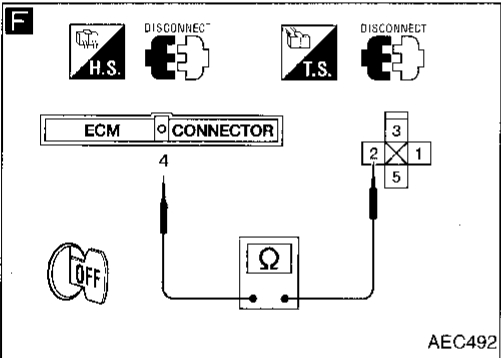 F
DISCONNECT
H.S.
DISCONNECT
T.S.
ECM CONNECTOR
4
3
2 1
5
Ω
OFF
AEC492